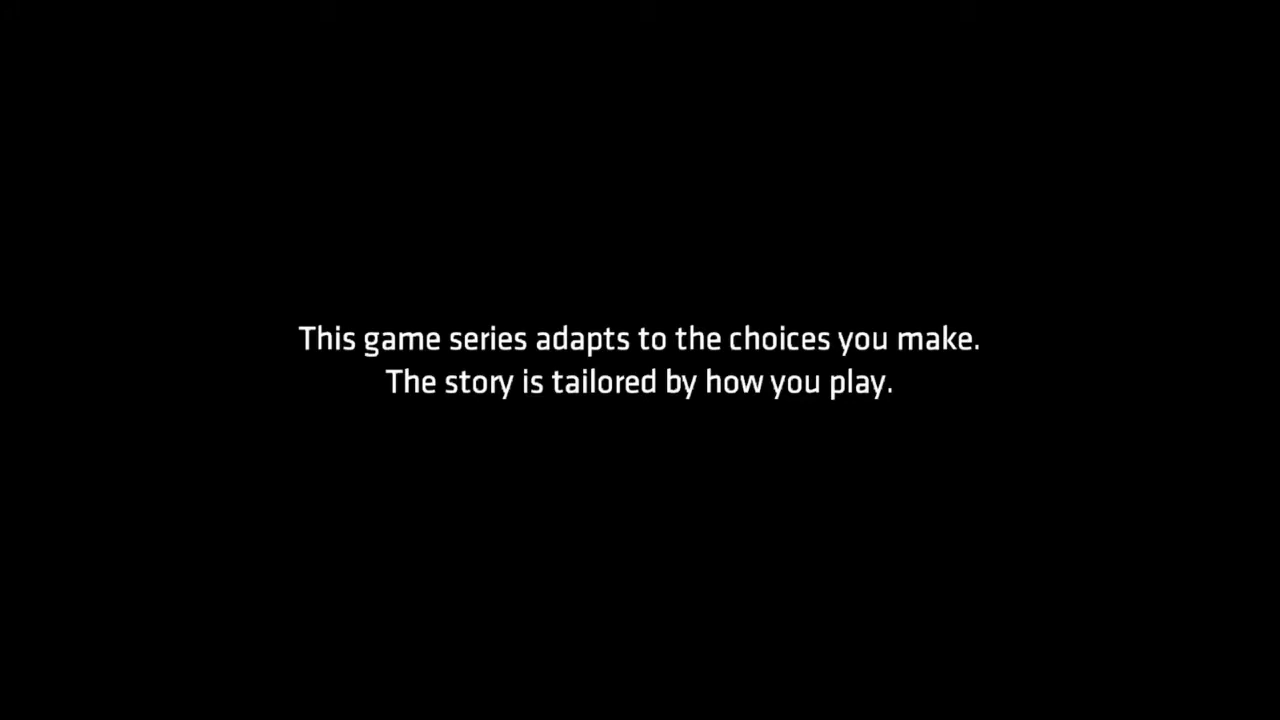 This game series adapts to the choices you make.
The story is tailored by how you play.